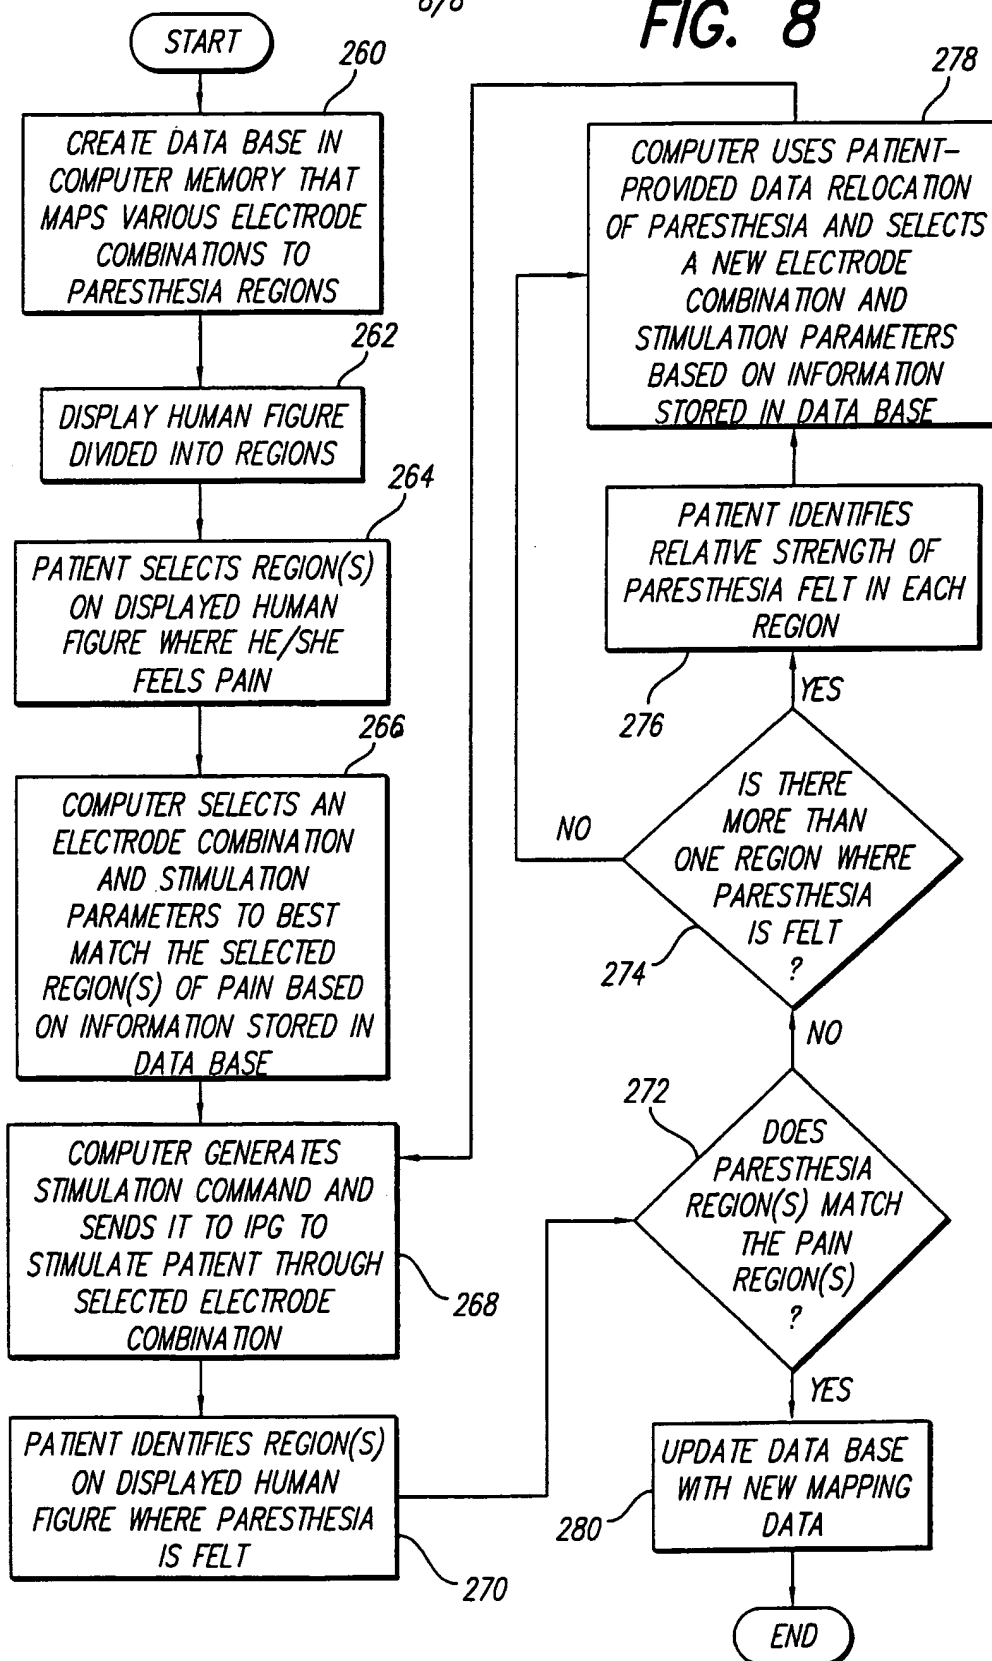 8/8
FIG. 8
START
260
CREATE DATA BASE IN
COMPUTER MEMORY THAT
MAPS VARIOUS ELECTRODE
COMBINATIONS TO
PARESTHESIA REGIONS
262
DISPLAY HUMAN FIGURE
DIVIDED INTO REGIONS
264
PATIENT SELECTS REGION(S)
ON DISPLAYED HUMAN
FIGURE WHERE HE/SHE
FEELS PAIN
266
COMPUTER SELECTS AN
ELECTRODE COMBINATION
AND STIMULATION
PARAMETERS TO BEST
MATCH THE SELECTED
REGION(S) OF PAIN BASED
ON INFORMATION STORED IN
DATA BASE
COMPUTER GENERATES
STIMULATION COMMAND AND
SENDS IT TO IPG TO
STIMULATE PATIENT THROUGH
SELECTED ELECTRODE
COMBINATION
268
PATIENT IDENTIFIES REGION(S)
ON DISPLAYED HUMAN
FIGURE WHERE PARESTHESIA
IS FELT
270
278
COMPUTER USES PATIENT-
PROVIDED DATA RELOCATION
OF PARESTHESIA AND SELECTS
A NEW ELECTRODE
COMBINATION AND
STIMULATION PARAMETERS
BASED ON INFORMATION
STORED IN DATA BASE
PATIENT IDENTIFIES
RELATIVE STRENGTH OF
PARESTHESIA FELT IN EACH
REGION
276
YES
IS THERE
MORE THAN
ONE REGION WHERE
PARESTHESIA
IS FELT
?
NO
274
NO
272
DOES
PARESTHESIA
REGION(S) MATCH
THE PAIN
REGION(S)
?
YES
UPDATE DATA BASE
WITH NEW MAPPING
DATA
280
END